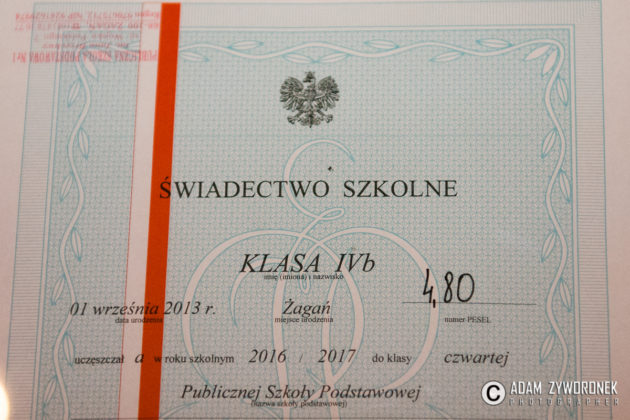 ŚWIADECTWO SZKOLNE
KLASA IVb
imię (imiona) i nazwisko
01 września 2013 r. Żagań 4,80
data urodzenia miejsce urodzenia numer PESEL
uczęszczał a w roku szkolnym 2016 / 2017 do klasy czwartej
Publicznej Szkoły Podstawowej
(nazwa szkoły podstawowej)
© ADAM ZYWORONEK
PHOTOGRAPHER